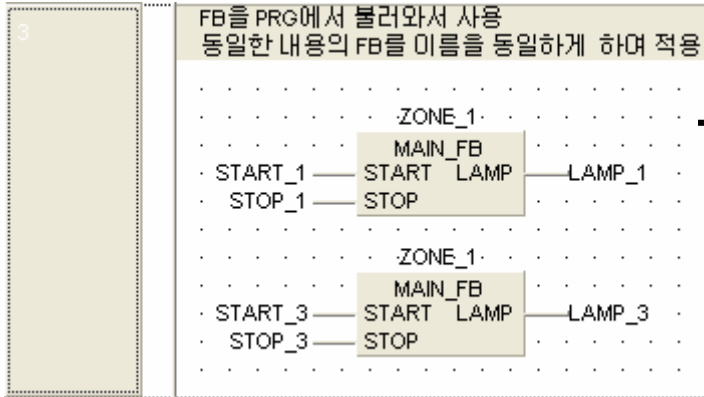 3
FB을 PRG에서 불러와서 사용
동일한 내용의 FB를 이름을 동일하게 하며 적용
ZONE_1
MAIN_FB
START_1 START LAMP LAMP_1
STOP_1 STOP
ZONE_1
MAIN_FB
START_3 START LAMP LAMP_3
STOP_3 STOP